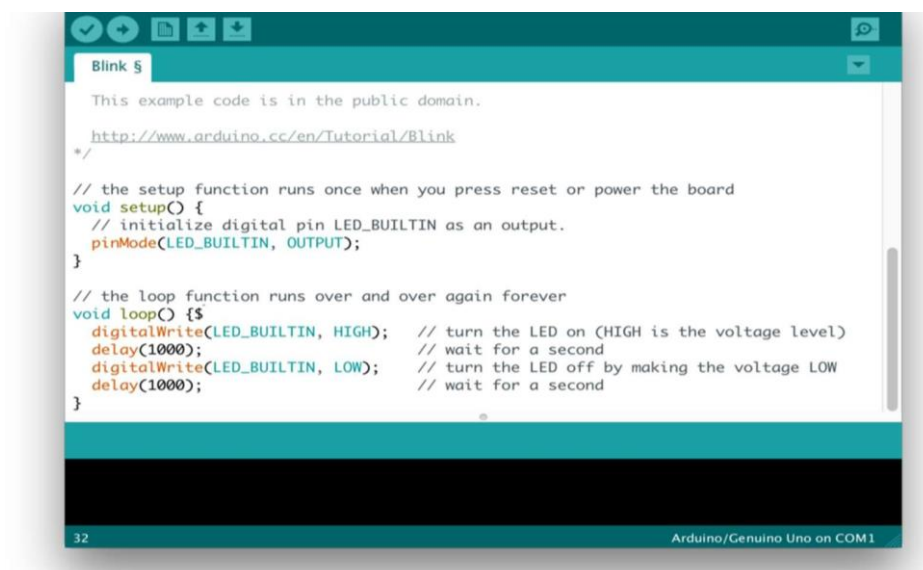 Blink §
This example code is in the public domain.
http://www.arduino.cc/en/Tutorial/Blink
*/
// the setup function runs once when you press reset or power the board
void setup() {
// initialize digital pin LED_BUILTIN as an output.
pinMode(LED_BUILTIN, OUTPUT);
}
// the loop function runs over and over again forever
void loop() {$
digitalWrite(LED_BUILTIN, HIGH); // turn the LED on (HIGH is the voltage level)
delay(1000); // wait for a second
digitalWrite(LED_BUILTIN, LOW); // turn the LED off by making the voltage LOW
delay(1000); // wait for a second
}
32 Arduino/Genuino Uno on COM1